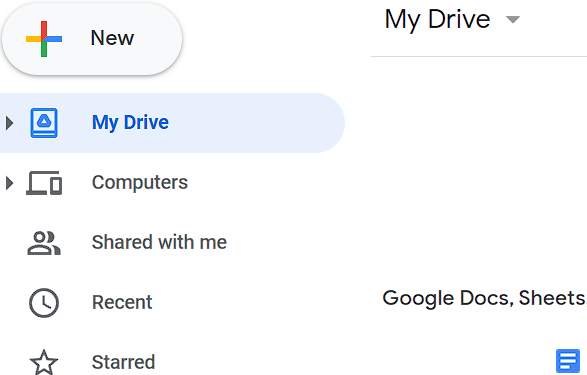 New
My Drive
Computers
Shared with me
Recent
Starred
My Drive
Google Docs, Sheets